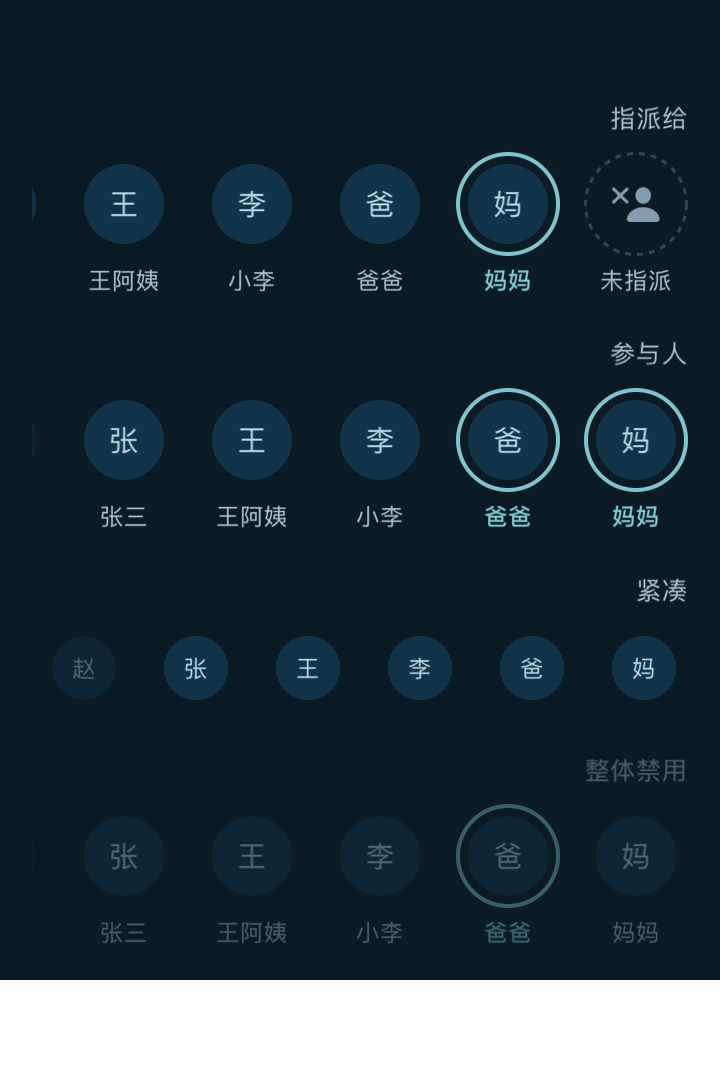 指派给
王 李 爸 妈
王阿姨 小李 爸爸 妈妈 未指派
参与人
张 王 李 爸 妈
张三 王阿姨 小李 爸爸 妈妈
紧凑
赵 张 王 李 爸 妈
整体禁用
张 王 李 爸 妈
张三 王阿姨 小李 爸爸 妈妈